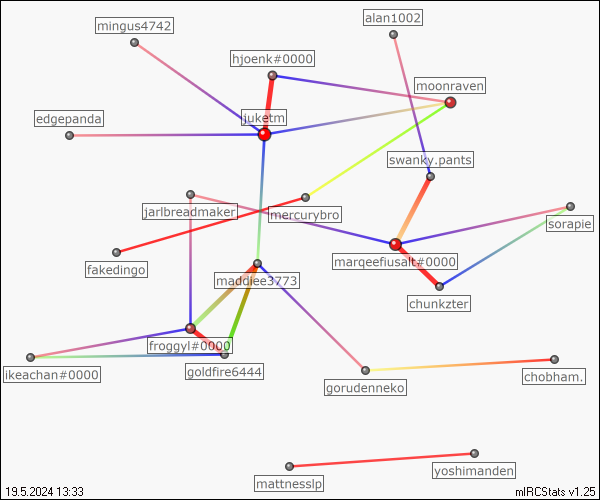 alan1002
mingus4742
hjoenk#0000
moonraven
edgepanda
juketm
swanky.pants
jarlbreadmaker
mercurybro
sorapie
marqeefiusalt#0000
fakedingo
maddiee3773
chunkzter
froggyl#0000
ikeachan#0000
goldfire6444
gorudenneko
chobham.
yoshimanden
mattnesslp
19.5.2024 13:33
mIRCStats v1.25